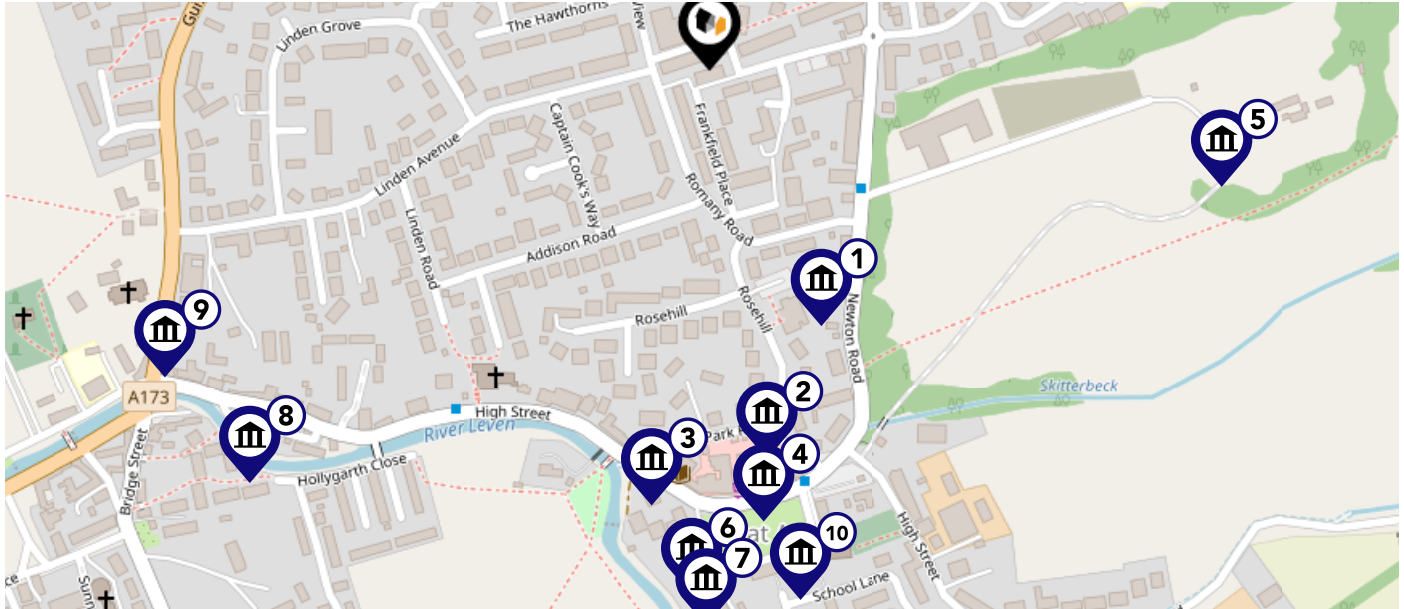 The Hawthorns
Linden Grove
5
Captain Cook's Way
Frankfield Place
Linden Avenue
Romany Road
Linden Road
Addison Road
1
9
Rosehill
Rosehill
Newton Road
A173
2
Skitterbeck
8
High Street
River Leven
3
Park
4
Bridge Street
Hollygarth Close
6
7
10
High Street
School Lane